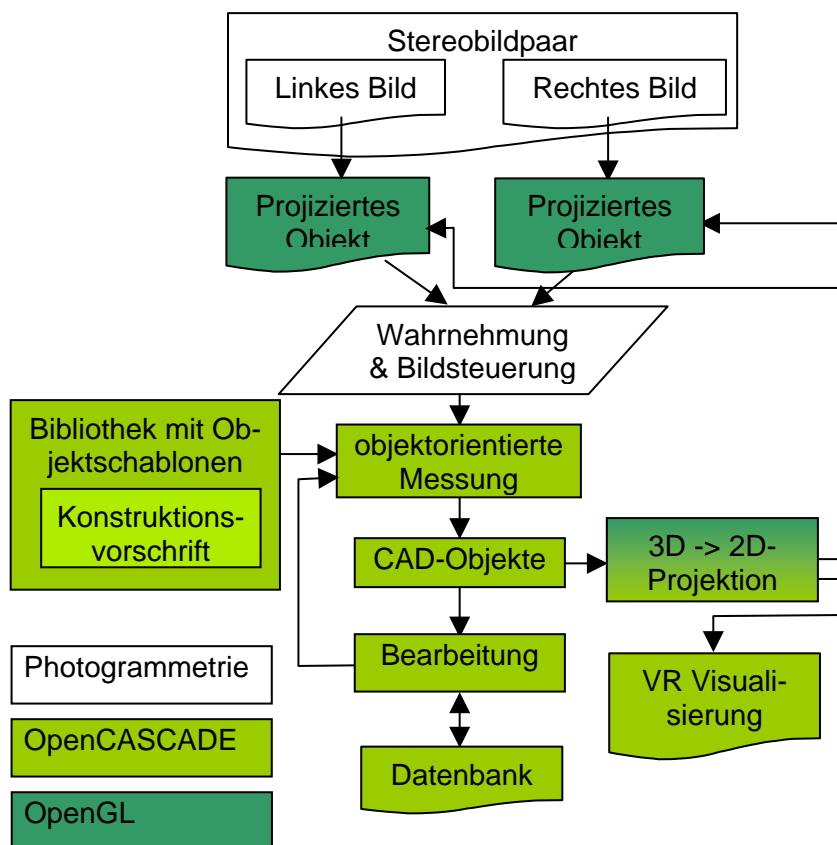 Stereobildpaar
Linkes Bild
Rechtes Bild
Projiziertes
Objekt
Projiziertes
Objekt
Wahrnehmung
& Bildsteuerung
Bibliothek mit Ob-
jektschablonen
Konstruktions-
vorschrift
objektorientierte
Messung
CAD-Objekte
3D -> 2D-
Projektion
Bearbeitung
VR Visuali-
sierung
Datenbank
Photogrammetrie
OpenCASCADE
OpenGL